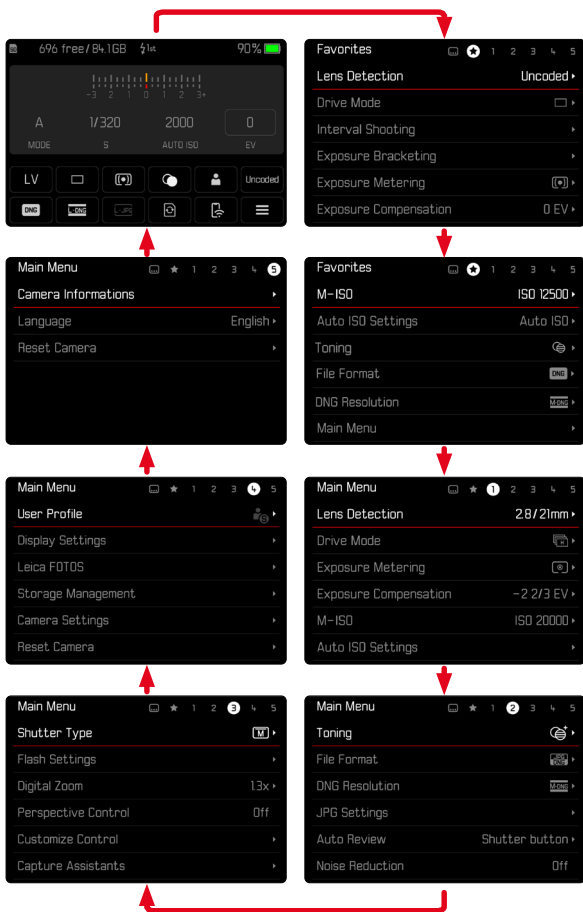 696 free/84.1GB 1st 90%
-3 2 1 0 1 2 3+
A 1/320 2000 0
MODE S AUTO ISO EV
LV Uncoded
DNG L-DNG L-JPG
Favorites 1 2 3 4 5
Lens Detection Uncoded
Drive Mode
Interval Shooting
Exposure Bracketing
Exposure Metering
Exposure Compensation 0 EV
Main Menu 1 2 3 4 5
Camera Informations
Language English
Reset Camera
Favorites 1 2 3 4 5
M-ISO ISO 12500
Auto ISO Settings Auto ISO
Toning
File Format DNG
DNG Resolution M-DNG
Main Menu
Main Menu 1 2 3 4 5
User Profile
Display Settings
Leica FOTOS
Storage Management
Camera Settings
Reset Camera
Main Menu 1 2 3 4 5
Lens Detection 2.8/21mm
Drive Mode
Exposure Metering
Exposure Compensation -2 2/3 EV
M-ISO ISO 20000
Auto ISO Settings
Main Menu 1 2 3 4 5
Shutter Type M
Flash Settings
Digital Zoom 1.3x
Perspective Control Off
Customize Control
Capture Assistants
Main Menu 1 2 3 4 5
Toning
File Format JPG DNG
DNG Resolution M-DNG
JPG Settings
Auto Review Shutter button
Noise Reduction Off